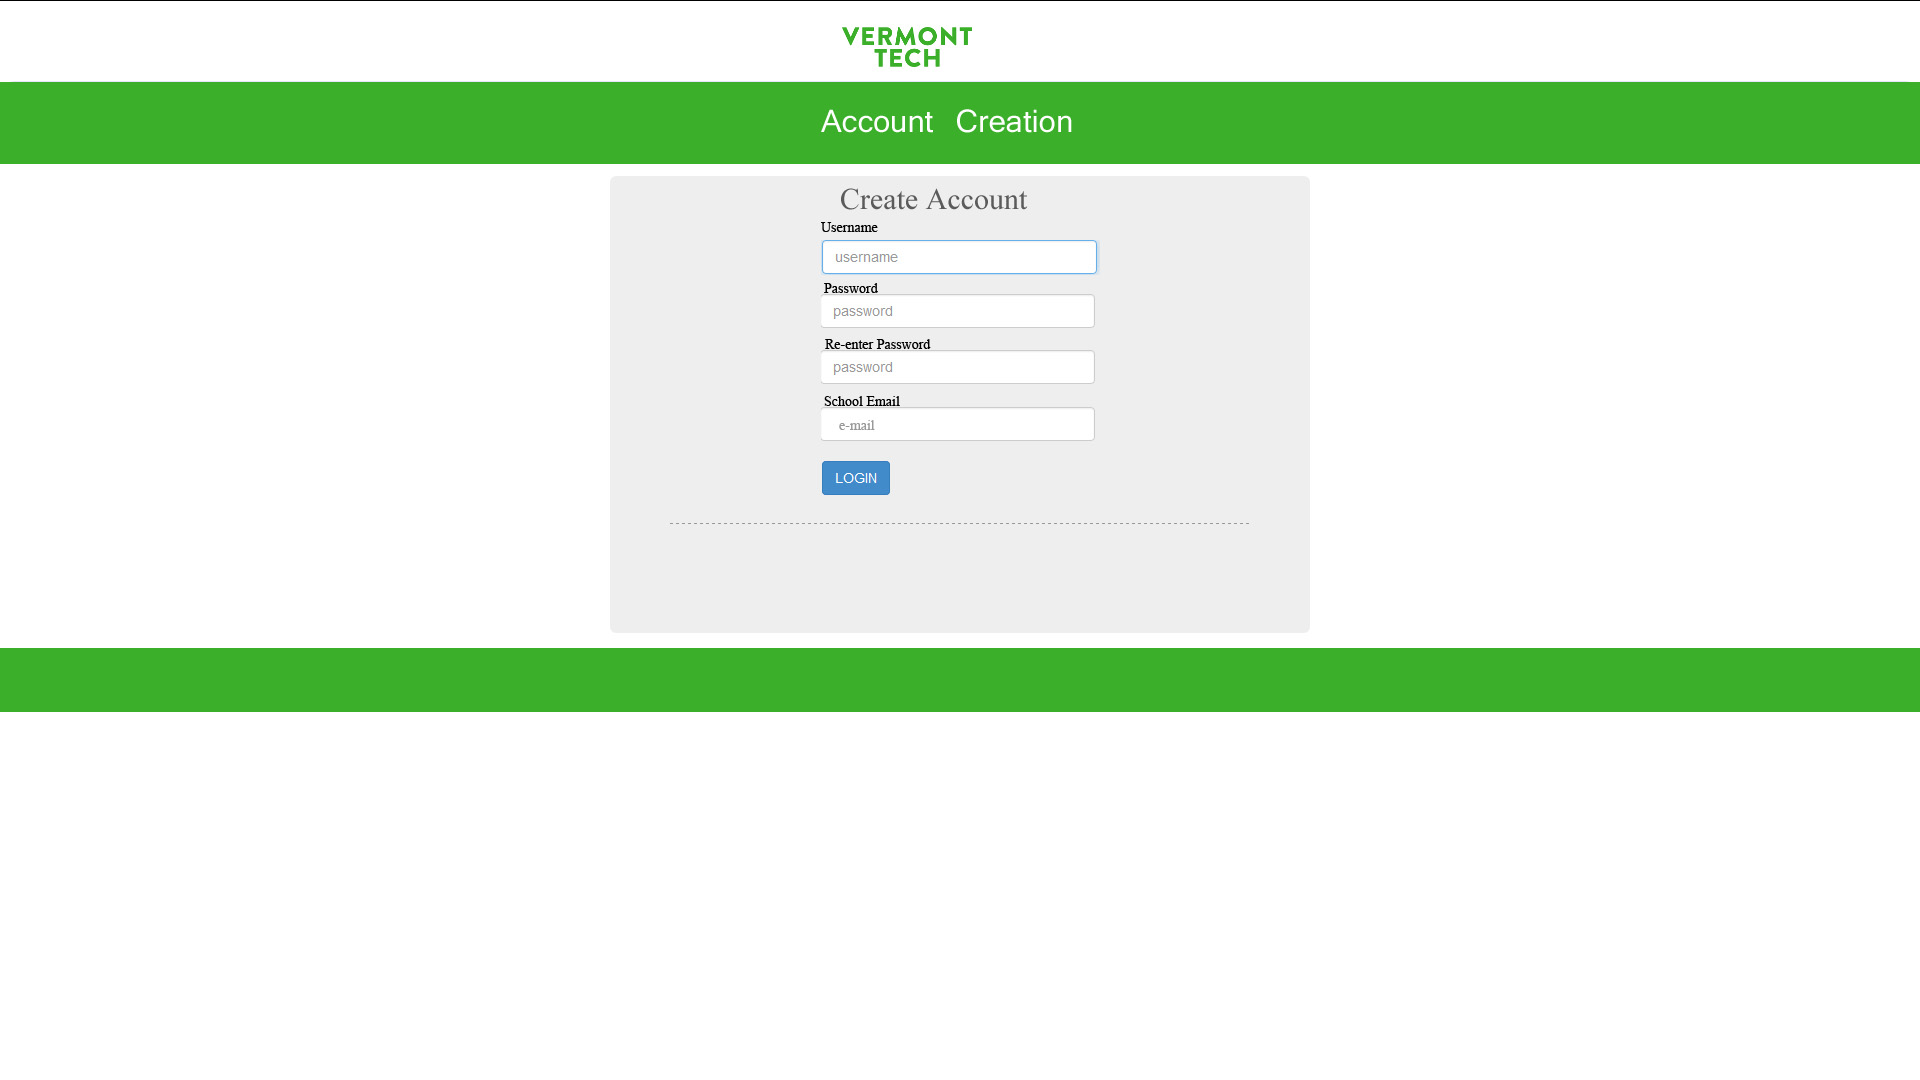 VERMONT
TECH
Account Creation
Create Account
Username
username
Password
password
Re-enter Password
password
School Email
e-mail
LOGIN